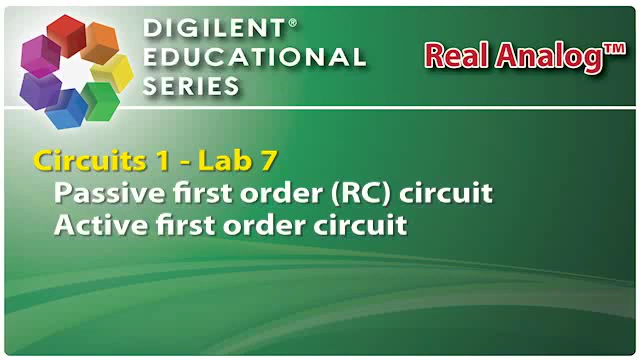 DIGILENT®
EDUCATIONAL
SERIES
Real Analog™
Circuits 1 - Lab 7
Passive first order (RC) circuit
Active first order circuit